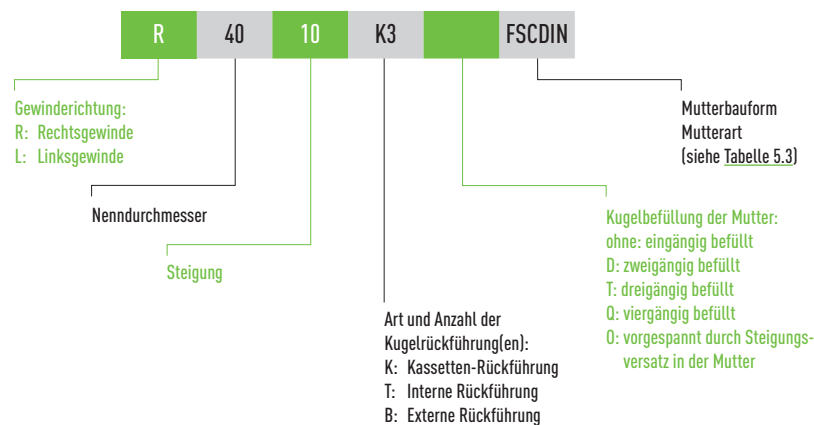 R 40 10 K3 FSCDIN
Gewinderichtung:
R: Rechtsgewinde
L: Linksgewinde
Nenndurchmesser
Steigung
Art und Anzahl der
Kugelrückführung(en):
K: Kassetten-Rückführung
T: Interne Rückführung
B: Externe Rückführung
Kugelbefüllung der Mutter:
ohne: eingängig befüllt
D: zweigängig befüllt
T: dreigängig befüllt
Q: viergängig befüllt
O: vorgespannt durch Steigungs-
versatz in der Mutter
Mutterbauform
Mutterart
(siehe Tabelle 5.3)